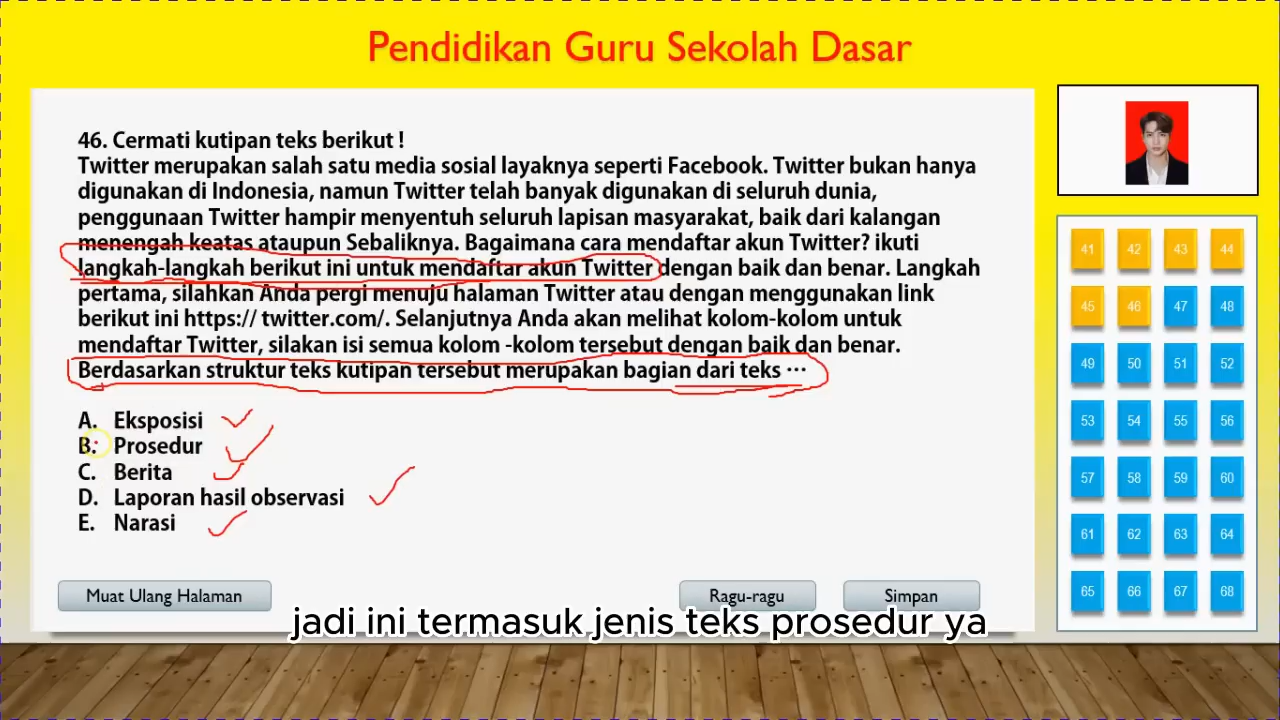 Pendidikan Guru Sekolah Dasar
46. Cermati kutipan teks berikut !
Twitter merupakan salah satu media sosial layaknya seperti Facebook. Twitter bukan hanya
digunakan di Indonesia, namun Twitter telah banyak digunakan di seluruh dunia,
penggunaan Twitter hampir menyentuh seluruh lapisan masyarakat, baik dari kalangan
menengah keatas ataupun Sebaliknya. Bagaimana cara mendaftar akun Twitter? ikuti
langkah-langkah berikut ini untuk mendaftar akun Twitter dengan baik dan benar. Langkah
pertama, silahkan Anda pergi menuju halaman Twitter atau dengan menggunakan link
berikut ini https:// twitter.com/. Selanjutnya Anda akan melihat kolom-kolom untuk
mendaftar Twitter, silakan isi semua kolom -kolom tersebut dengan baik dan benar.
Berdasarkan struktur teks kutipan tersebut merupakan bagian dari teks ⋯
A. Eksposisi
B. Prosedur
C. Berita
D. Laporan hasil observasi
E. Narasi
Muat Ulang Halaman
Ragu-ragu
Simpan
jadi ini termasuk jenis teks prosedur ya
41 42 43 44
45 46 47 48
49 50 51 52
53 54 55 56
57 58 59 60
61 62 63 64
65 66 67 68